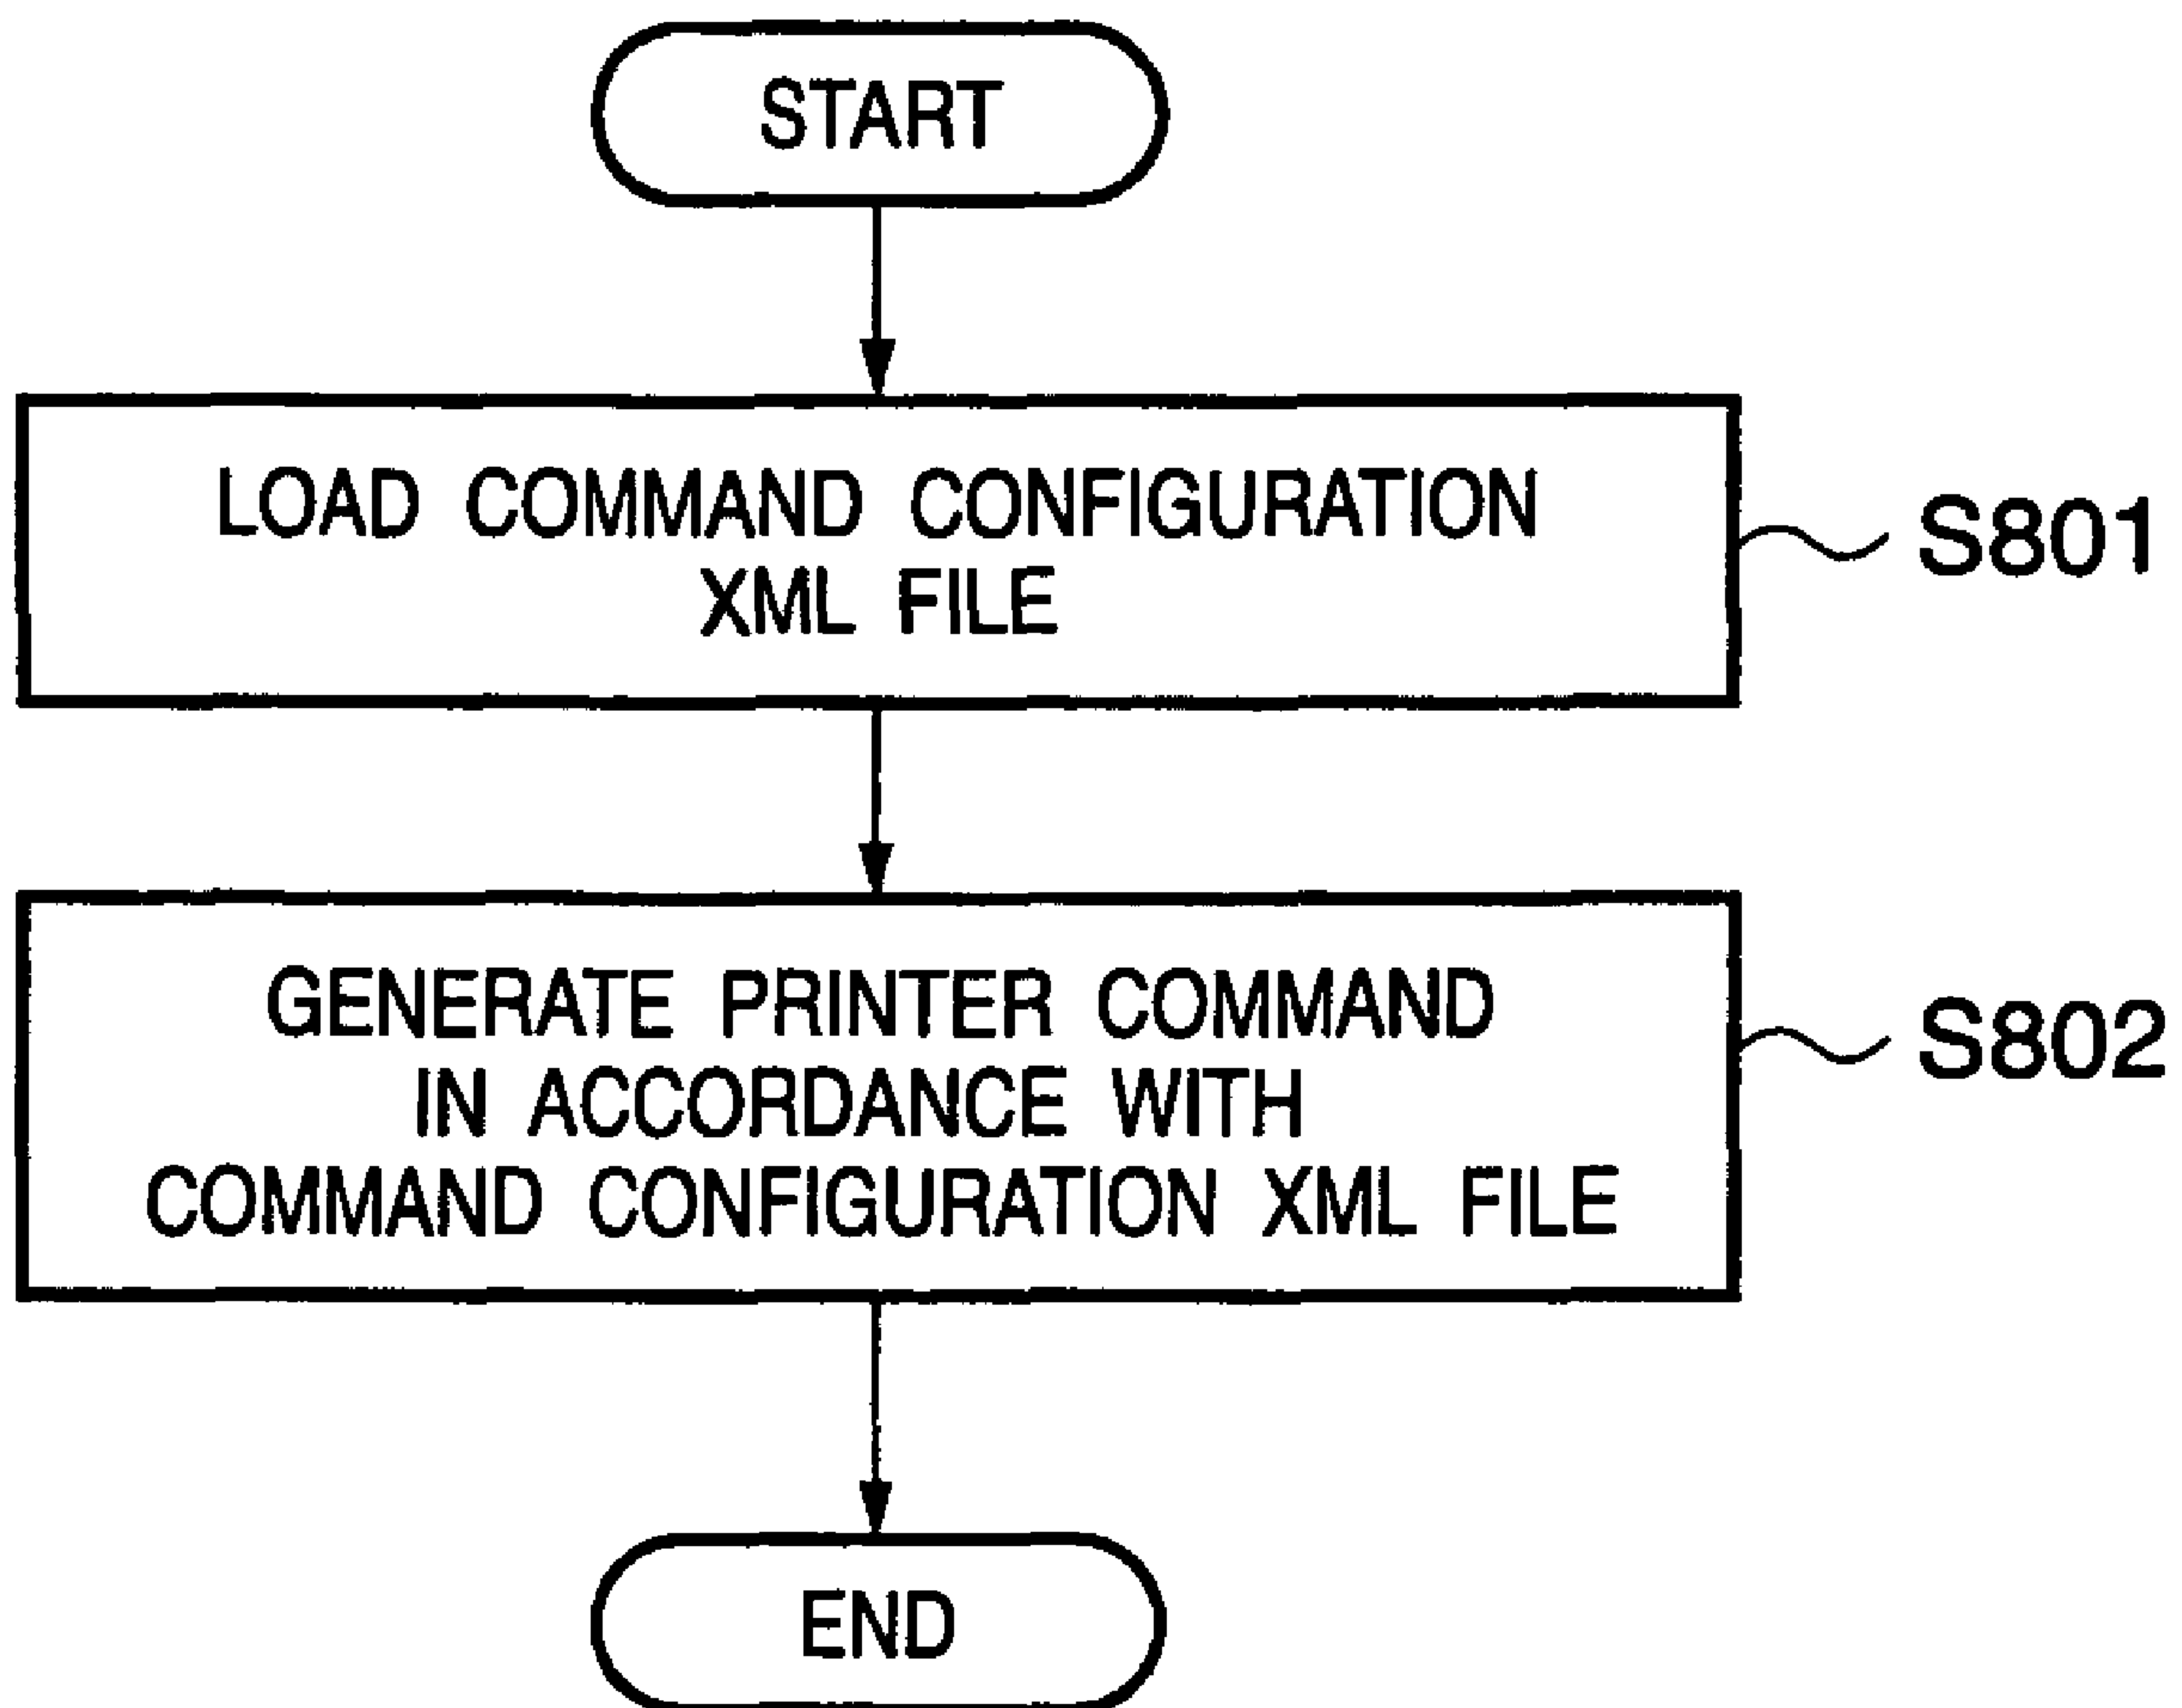 START
LOAD COMMAND CONFIGURATION
XML FILE
S801
GENERATE PRINTER COMMAND
IN ACCORDANCE WITH
COMMAND CONFIGURATION XML FILE
S802
END